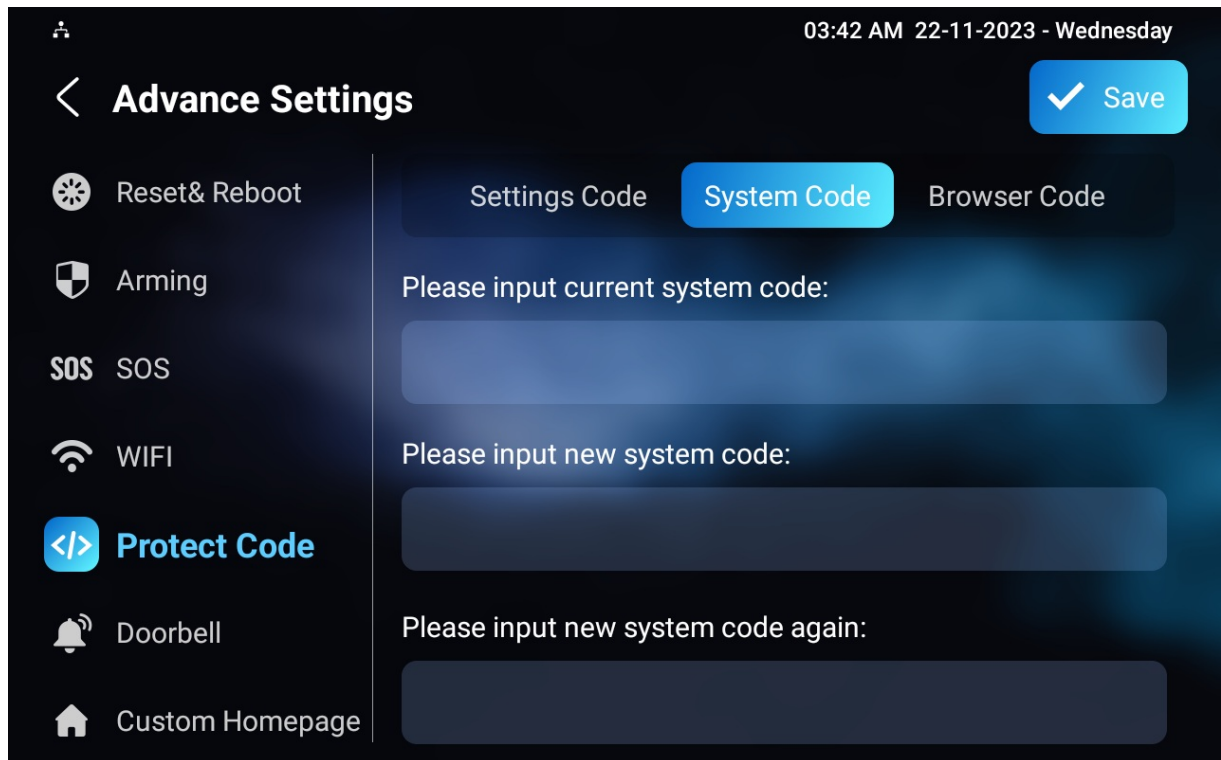 03:42 AM 22-11-2023 - Wednesday
Advance Settings
Save
Reset& Reboot
Arming
SOS SOS
WIFI
</> Protect Code
Doorbell
Custom Homepage
Settings Code System Code Browser Code
Please input current system code:
Please input new system code:
Please input new system code again: